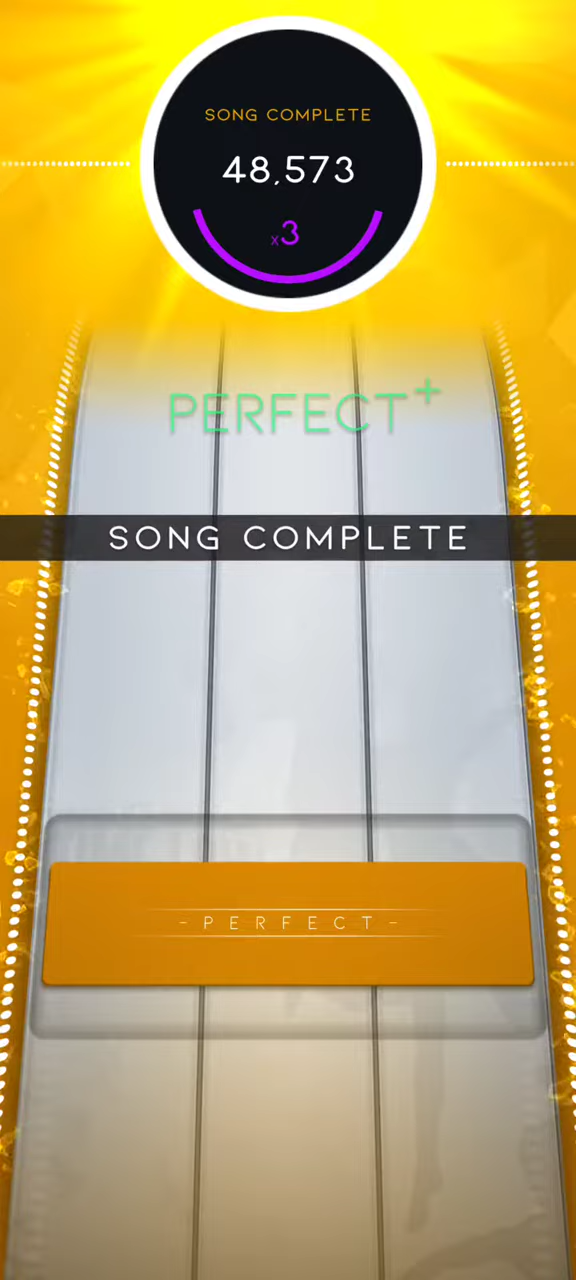 SONG COMPLETE
48,573
x3
PERFECT+
SONG COMPLETE
- PERFECT -